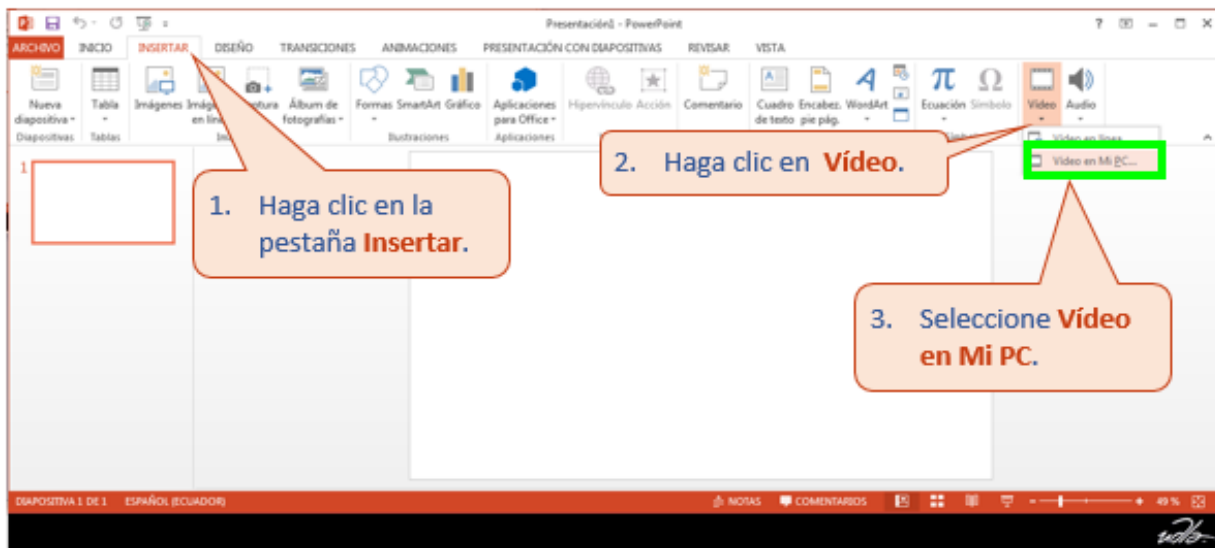 Presentación1 - PowerPoint
ARCHIVO INICIO INSERTAR DISEÑO TRANSICIONES ANIMACIONES PRESENTACIÓN CON DIAPOSITIVAS REVISAR VISTA
Nueva diapositiva
Tabla
Imágenes
en línea
Álbum de fotografías
Formas SmartArt Gráfico
Aplicaciones para Office
Hipervínculo Acción
Comentario
Cuadro de texto
Encabez. pie pág.
WordArt
Ecuación Símbolo
Vídeo Audio
Diapositivas Tablas Ilustraciones Aplicaciones
Vídeo en línea...
Vídeo en Mi PC...
1
1. Haga clic en la
pestaña Insertar.
2. Haga clic en Vídeo.
3. Seleccione Vídeo
en Mi PC.
DIAPOSITIVA 1 DE 1 ESPAÑOL (ECUADOR) NOTAS COMENTARIOS 49 %
udla-